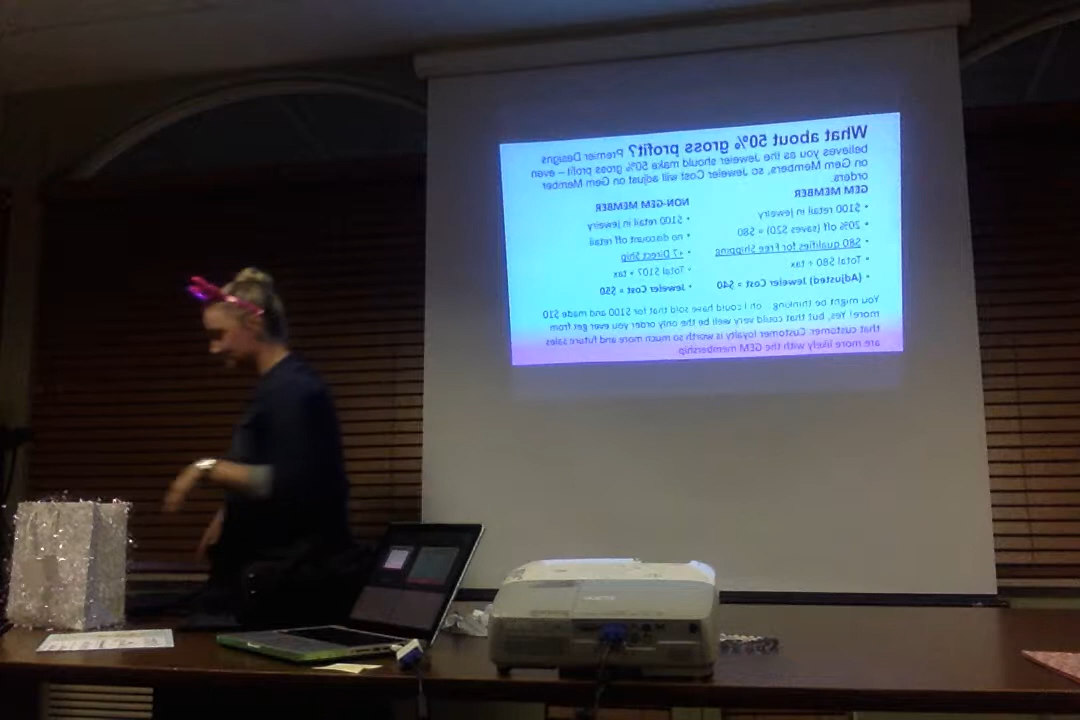 What about 50% gross profit? Premier Designs
believes you as the Jeweler should make 50% gross profit – even
on Gem Members, so Jeweler Cost will adjust on Gem Member
orders.
GEM MEMBER
• $100 retail in jewelry
• 20% off (saves $20) = $80
• $80 qualifies for Free Shipping
• Total $80 + tax
• (Adjusted) Jeweler Cost = $40
NON-GEM MEMBER
• $100 retail in jewelry
• no discount off retail
• +7 Direct Ship
• Total $107 + tax
• Jeweler Cost = $50
You might be thinking... oh I could have sold that for $100 and made $10
more! Yes, but that could very well be the only order you ever get from
that customer. Customer loyalty is worth so much more and future sales
are more likely with the GEM membership